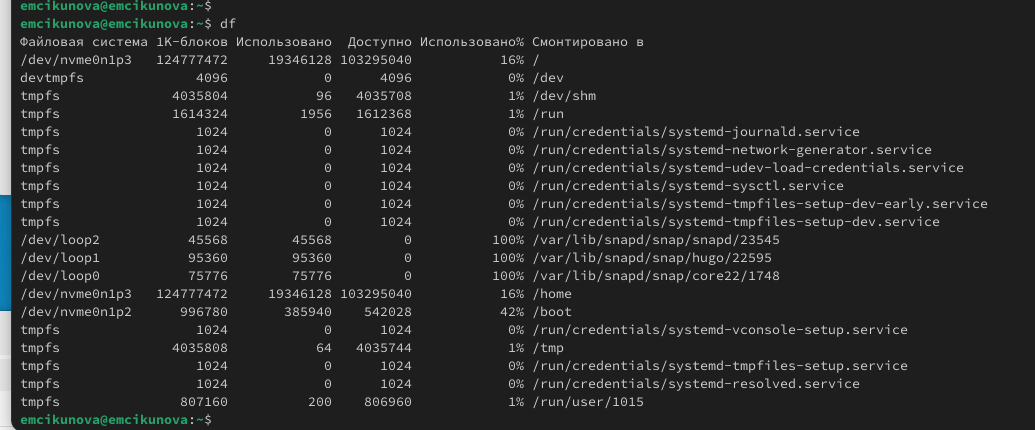 emcikunova@emcikunova:~$
emcikunova@emcikunova:~$ df
Файловая система 1K-блоков Использовано Доступно Использовано% Смонтировано в
/dev/nvme0n1p3 124777472 19346128 103295040 16% /
devtmpfs 4096 0 4096 0% /dev
tmpfs 4035804 96 4035708 1% /dev/shm
tmpfs 1614324 1956 1612368 1% /run
tmpfs 1024 0 1024 0% /run/credentials/systemd-journald.service
tmpfs 1024 0 1024 0% /run/credentials/systemd-network-generator.service
tmpfs 1024 0 1024 0% /run/credentials/systemd-udev-load-credentials.service
tmpfs 1024 0 1024 0% /run/credentials/systemd-sysctl.service
tmpfs 1024 0 1024 0% /run/credentials/systemd-tmpfiles-setup-dev-early.service
tmpfs 1024 0 1024 0% /run/credentials/systemd-tmpfiles-setup-dev.service
/dev/loop2 45568 45568 0 100% /var/lib/snapd/snap/snapd/23545
/dev/loop1 95360 95360 0 100% /var/lib/snapd/snap/hugo/22595
/dev/loop0 75776 75776 0 100% /var/lib/snapd/snap/core22/1748
/dev/nvme0n1p3 124777472 19346128 103295040 16% /home
/dev/nvme0n1p2 996780 385940 542028 42% /boot
tmpfs 1024 0 1024 0% /run/credentials/systemd-vconsole-setup.service
tmpfs 4035808 64 4035744 1% /tmp
tmpfs 1024 0 1024 0% /run/credentials/systemd-tmpfiles-setup.service
tmpfs 1024 0 1024 0% /run/credentials/systemd-resolved.service
tmpfs 807160 200 806960 1% /run/user/1015
emcikunova@emcikunova:~$